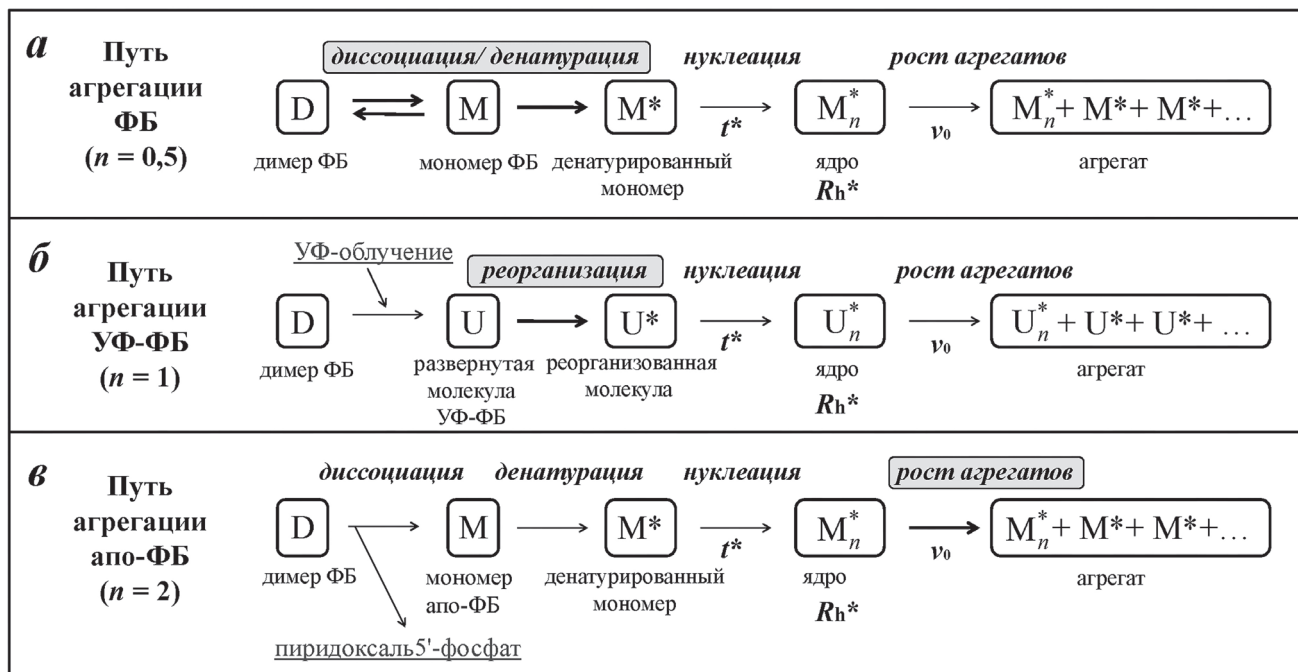 а
Путь
агрегации
ФБ
(n = 0,5)
диссоциация/ денатурация нуклеация рост агрегатов
D M M* t* M*n v0 M*n + M* + M* + …
димер ФБ мономер ФБ денатурированный мономер ядро агрегат
Rh*
б
Путь
агрегации
УФ-ФБ
(n = 1)
УФ-облучение
реорганизация нуклеация рост агрегатов
D U U* t* U*n v0 U*n + U* + U* + …
димер ФБ развернутая молекула УФ-ФБ реорганизованная молекула ядро агрегат
Rh*
в
Путь
агрегации
апо-ФБ
(n = 2)
диссоциация денатурация нуклеация рост агрегатов
D M M* t* M*n v0 M*n + M* + M* + …
димер ФБ мономер апо-ФБ денатурированный мономер ядро агрегат
Rh*
пиридоксаль5'-фосфат